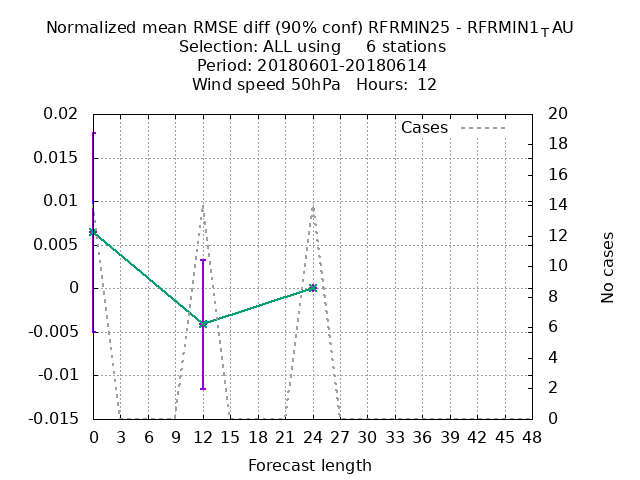 Normalized mean RMSE diff (90% conf) RFRMIN25 - RFRMIN1TAU
Selection: ALL using 6 stations
Period: 20180601-20180614
Wind speed 50hPa Hours: 12
Cases
0.02
0.015
0.01
0.005
0
-0.005
-0.01
-0.015
20
18
16
14
12
10
8
6
4
2
0
No cases
0 3 6 9 12 15 18 21 24 27 30 33 36 39 42 45 48
Forecast length